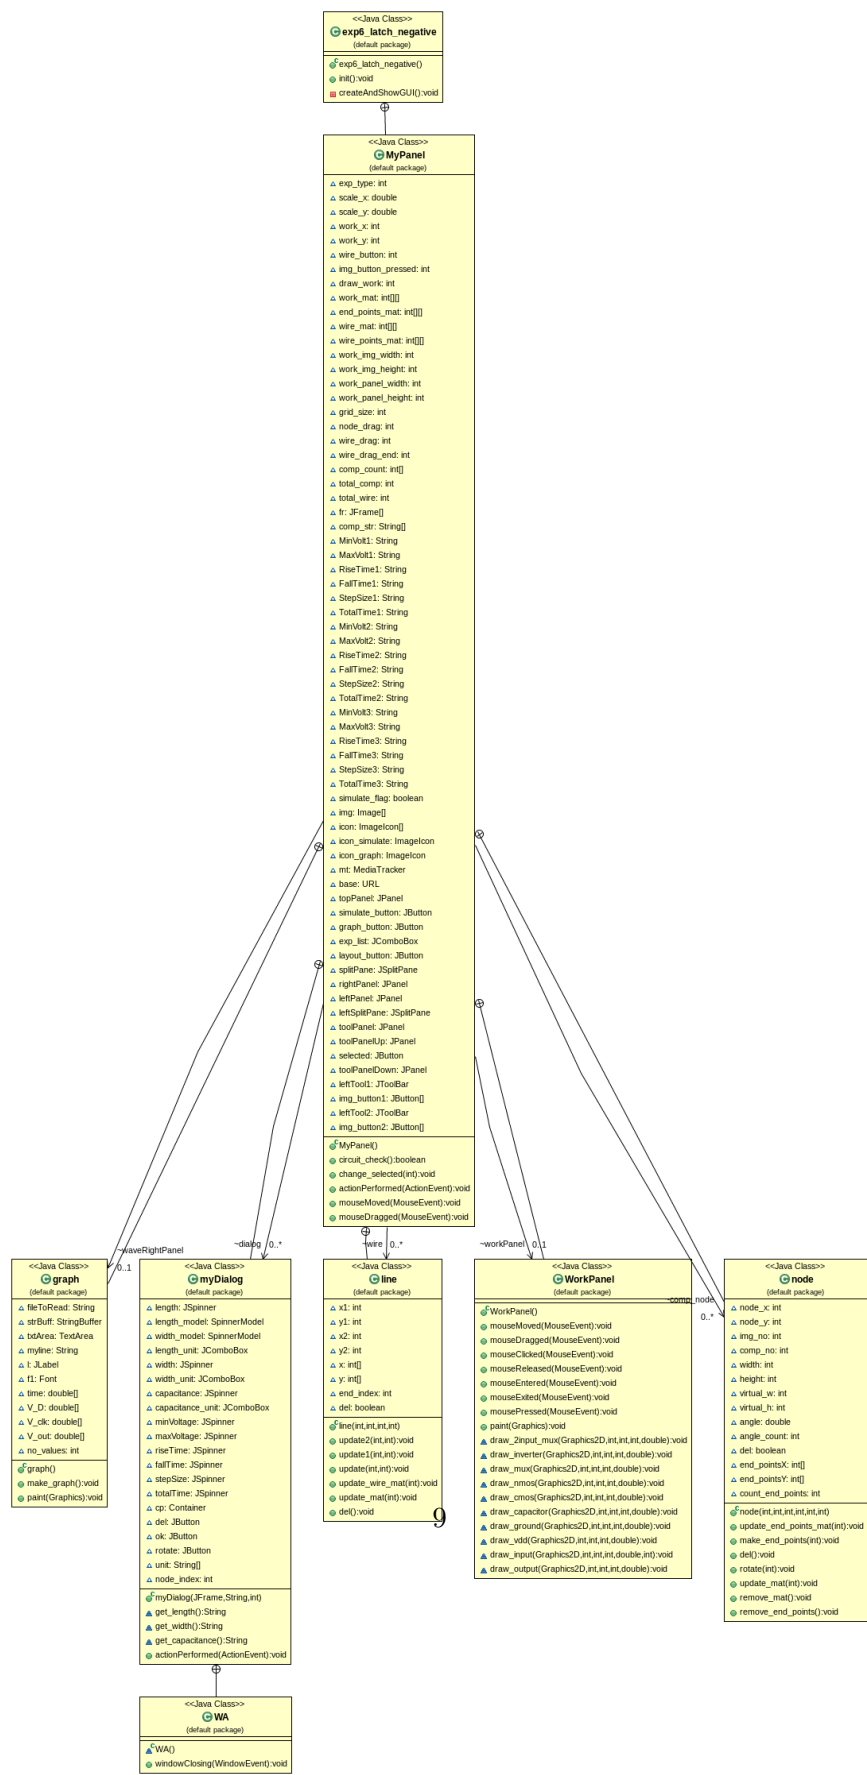 <<Java Class>>
exp6_latch_negative
(default package)
exp6_latch_negative()
init():void
createAndShowGUI():void
<<Java Class>>
MyPanel
(default package)
exp_type: int
scale_x: double
scale_y: double
work_x: int
work_y: int
wire_button: int
img_button_pressed: int
draw_work: int
work_mat: int[][]
end_points_mat: int[][]
wire_mat: int[][]
wire_points_mat: int[][]
work_img_width: int
work_img_height: int
work_panel_width: int
work_panel_height: int
grid_size: int
node_drag: int
wire_drag: int
wire_drag_end: int
comp_count: int[]
total_comp: int
total_wire: int
fr: JFrame[]
comp_str: String[]
MinVolt1: String
MaxVolt1: String
RiseTime1: String
FallTime1: String
StepSize1: String
TotalTime1: String
MinVolt2: String
MaxVolt2: String
RiseTime2: String
FallTime2: String
StepSize2: String
TotalTime2: String
MinVolt3: String
MaxVolt3: String
RiseTime3: String
FallTime3: String
StepSize3: String
TotalTime3: String
simulate_flag: boolean
img: Image[]
icon: ImageIcon[]
icon_simulate: ImageIcon
icon_graph: ImageIcon
mt: MediaTracker
base: URL
topPanel: JPanel
simulate_button: JButton
graph_button: JButton
exp_list: JComboBox
layout_button: JButton
splitPane: JSplitPane
rightPanel: JPanel
leftPanel: JPanel
leftSplitPane: JSplitPane
toolPanel: JPanel
toolPanelUp: JPanel
selected: JButton
toolPanelDown: JPanel
leftTool1: JToolBar
img_button1: JButton[]
leftTool2: JToolBar
img_button2: JButton[]
MyPanel()
circuit_check():boolean
change_selected(int):void
actionPerformed(ActionEvent):void
mouseMoved(MouseEvent):void
mouseDragged(MouseEvent):void
~waveRightPanel
0..1
~dialog
0..*
~wire
0..*
~workPanel
0..1
~comp_node
0..*
<<Java Class>>
graph
(default package)
fileToRead: String
strBuff: StringBuffer
txtArea: TextArea
myline: String
l: JLabel
f1: Font
time: double[]
V_D: double[]
V_clk: double[]
V_out: double[]
no_values: int
graph()
make_graph():void
paint(Graphics):void
<<Java Class>>
myDialog
(default package)
length: JSpinner
length_model: SpinnerModel
width_model: SpinnerModel
length_unit: JComboBox
width: JSpinner
width_unit: JComboBox
capacitance: JSpinner
capacitance_unit: JComboBox
minVoltage: JSpinner
maxVoltage: JSpinner
riseTime: JSpinner
fallTime: JSpinner
stepSize: JSpinner
totalTime: JSpinner
cp: Container
del: JButton
ok: JButton
rotate: JButton
unit: String[]
node_index: int
myDialog(JFrame,String,int)
get_length():String
get_width():String
get_capacitance():String
actionPerformed(ActionEvent):void
<<Java Class>>
line
(default package)
x1: int
y1: int
x2: int
y2: int
x: int[]
y: int[]
end_index: int
del: boolean
line(int,int,int,int)
update2(int,int):void
update1(int,int):void
update(int,int):void
update_wire_mat(int):void
update_mat(int):void
del():void
9
<<Java Class>>
WorkPanel
(default package)
WorkPanel()
mouseMoved(MouseEvent):void
mouseDragged(MouseEvent):void
mouseClicked(MouseEvent):void
mouseReleased(MouseEvent):void
mouseEntered(MouseEvent):void
mouseExited(MouseEvent):void
mousePressed(MouseEvent):void
paint(Graphics):void
draw_2input_mux(Graphics2D,int,int,int,double):void
draw_inverter(Graphics2D,int,int,int,double):void
draw_mux(Graphics2D,int,int,int,double):void
draw_nmos(Graphics2D,int,int,int,double):void
draw_cmos(Graphics2D,int,int,int,double):void
draw_capacitor(Graphics2D,int,int,int,double):void
draw_ground(Graphics2D,int,int,int,double):void
draw_vdd(Graphics2D,int,int,int,double):void
draw_input(Graphics2D,int,int,int,double,int):void
draw_output(Graphics2D,int,int,int,double):void
<<Java Class>>
node
(default package)
node_x: int
node_y: int
img_no: int
comp_no: int
width: int
height: int
virtual_w: int
virtual_h: int
angle: double
angle_count: int
del: boolean
end_pointsX: int[]
end_pointsY: int[]
count_end_points: int
node(int,int,int,int,int,int)
update_end_points_mat(int):void
make_end_points(int):void
del():void
rotate(int):void
update_mat(int):void
remove_mat():void
remove_end_points():void
<<Java Class>>
WA
(default package)
WA()
windowClosing(WindowEvent):void